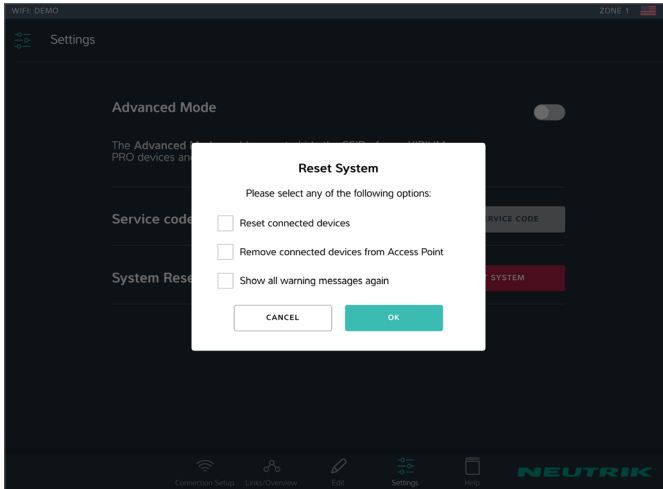 WIFI: DEMO
ZONE 1
Settings
Advanced Mode
The Advanced
PRO devices an
Reset System
Please select any of the following options:
Reset connected devices
Remove connected devices from Access Point
Show all warning messages again
CANCEL
OK
Service code
SERVICE CODE
System Rese
SYSTEM
Connection Setup
Links/Overview
Edit
Settings
Help
NEUTRIK